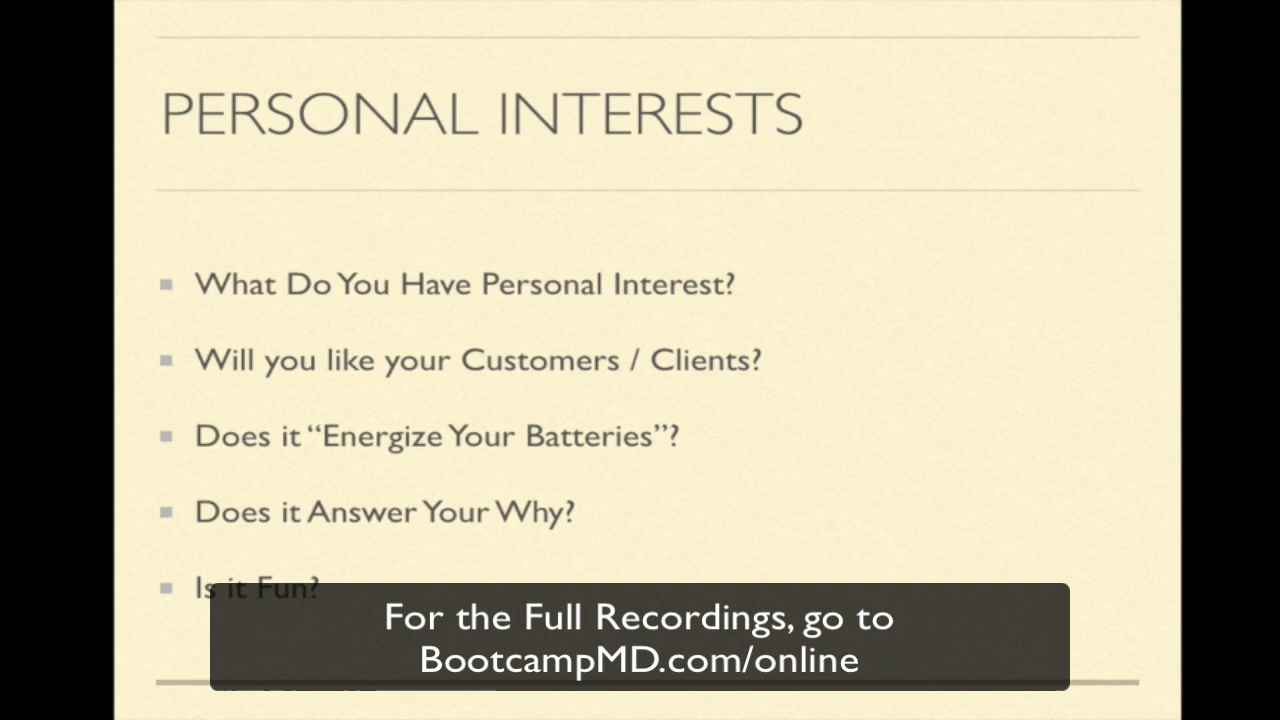 PERSONAL INTERESTS
What Do You Have Personal Interest?
Will you like your Customers / Clients?
Does it “Energize Your Batteries”?
Does it Answer Your Why?
Is it Fun?
For the Full Recordings, go to
BootcampMD.com/online